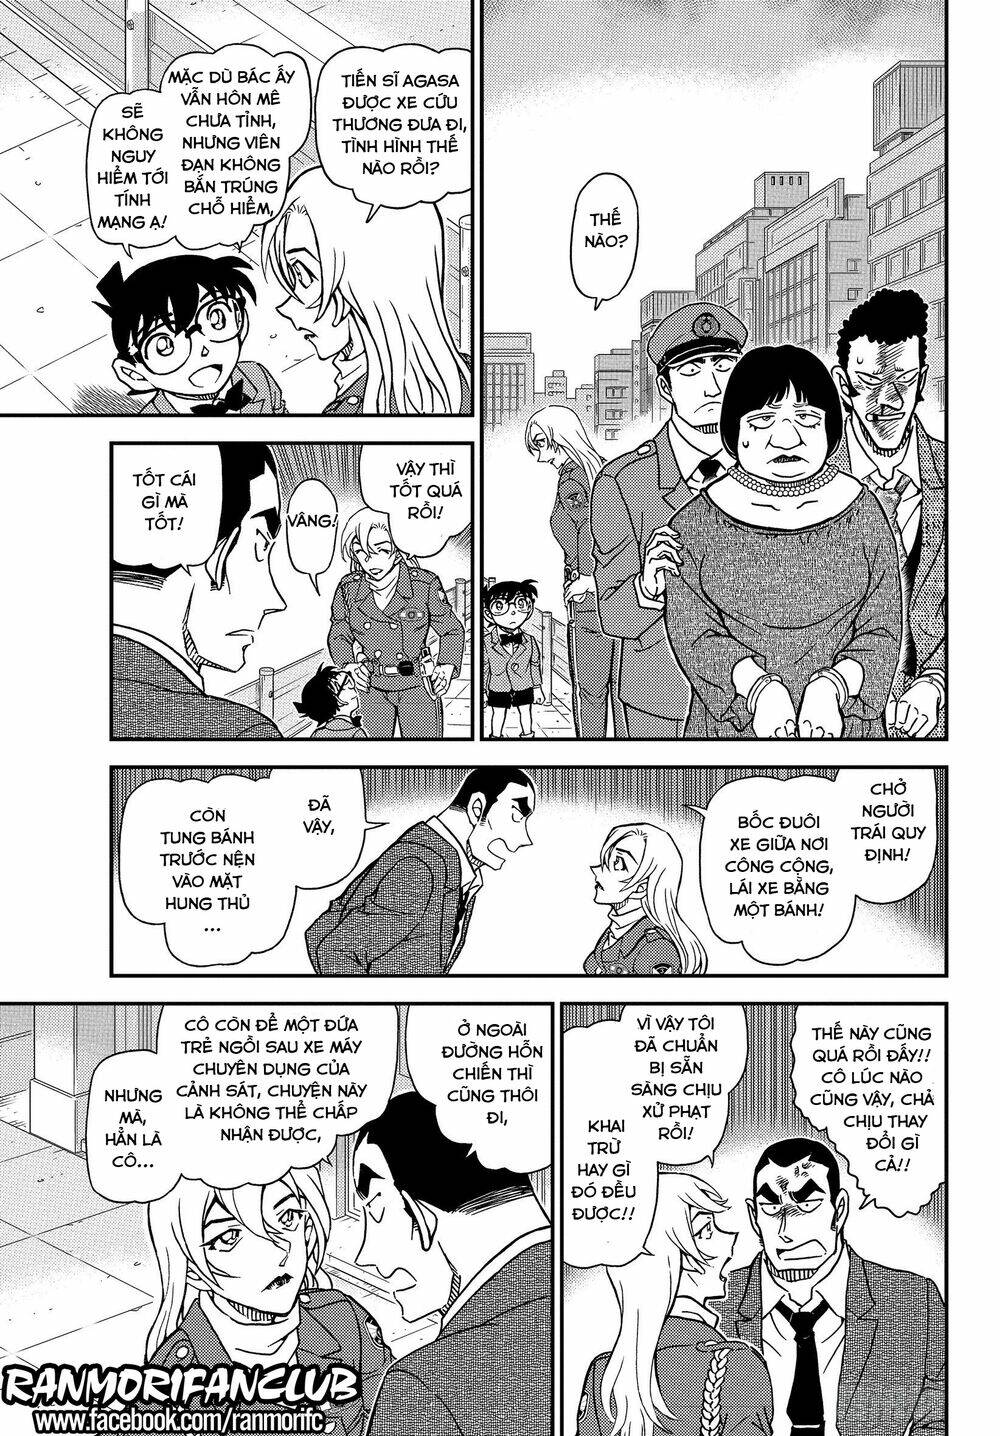 THẾ
NÀO?
TIẾN SĨ AGASA
ĐƯỢC XE CỨU
THƯƠNG ĐƯA ĐI,
TÌNH HÌNH THẾ
NÀO RỒI?
MẶC DÙ BÁC ẤY
VẪN HÔN MÊ
CHƯA TỈNH,
NHƯNG VIÊN
ĐẠN KHÔNG
BẮN TRÚNG
CHỖ HIỂM,
SẼ
KHÔNG
NGUY
HIỂM TỚI
TÍNH
MẠNG Ạ!
VẬY THÌ
TỐT QUÁ
RỒI!
VÂNG!
TỐT CÁI
GÌ MÀ
TỐT!
CHỞ
NGƯỜI
TRÁI QUY
ĐỊNH!
BỐC ĐUÔI
XE GIỮA NƠI
CÔNG CỘNG,
LÁI XE BẰNG
MỘT BÁNH!
ĐÃ
VẬY,
CÒN
TUNG BÁNH
TRƯỚC NỆN
VÀO MẶT
HUNG THỦ
...
THẾ NÀY CŨNG
QUÁ RỒI ĐẤY!!
CÔ LÚC NÀO
CŨNG VẬY, CHẢ
CHỊU THAY
ĐỔI GÌ
CẢ!!
VÌ VẬY TÔI
ĐÃ CHUẨN
BỊ SẴN
SÀNG CHỊU
XỬ PHẠT
RỒI!
KHAI
TRỪ
HAY GÌ
ĐÓ ĐỀU
ĐƯỢC!!
Ở NGOÀI
ĐƯỜNG HỖN
CHIẾN THÌ
CŨNG THÔI
ĐI,
CÔ CÒN ĐỂ MỘT ĐỨA
TRẺ NGỒI SAU XE MÁY
CHUYÊN DỤNG CỦA
CẢNH SÁT, CHUYỆN NÀY
LÀ KHÔNG THỂ CHẤP
NHẬN ĐƯỢC,
NHƯNG
MÀ,
HẲN LÀ
CÔ...
RANMORIFANCLUB
www.facebook.com/ranmorifc